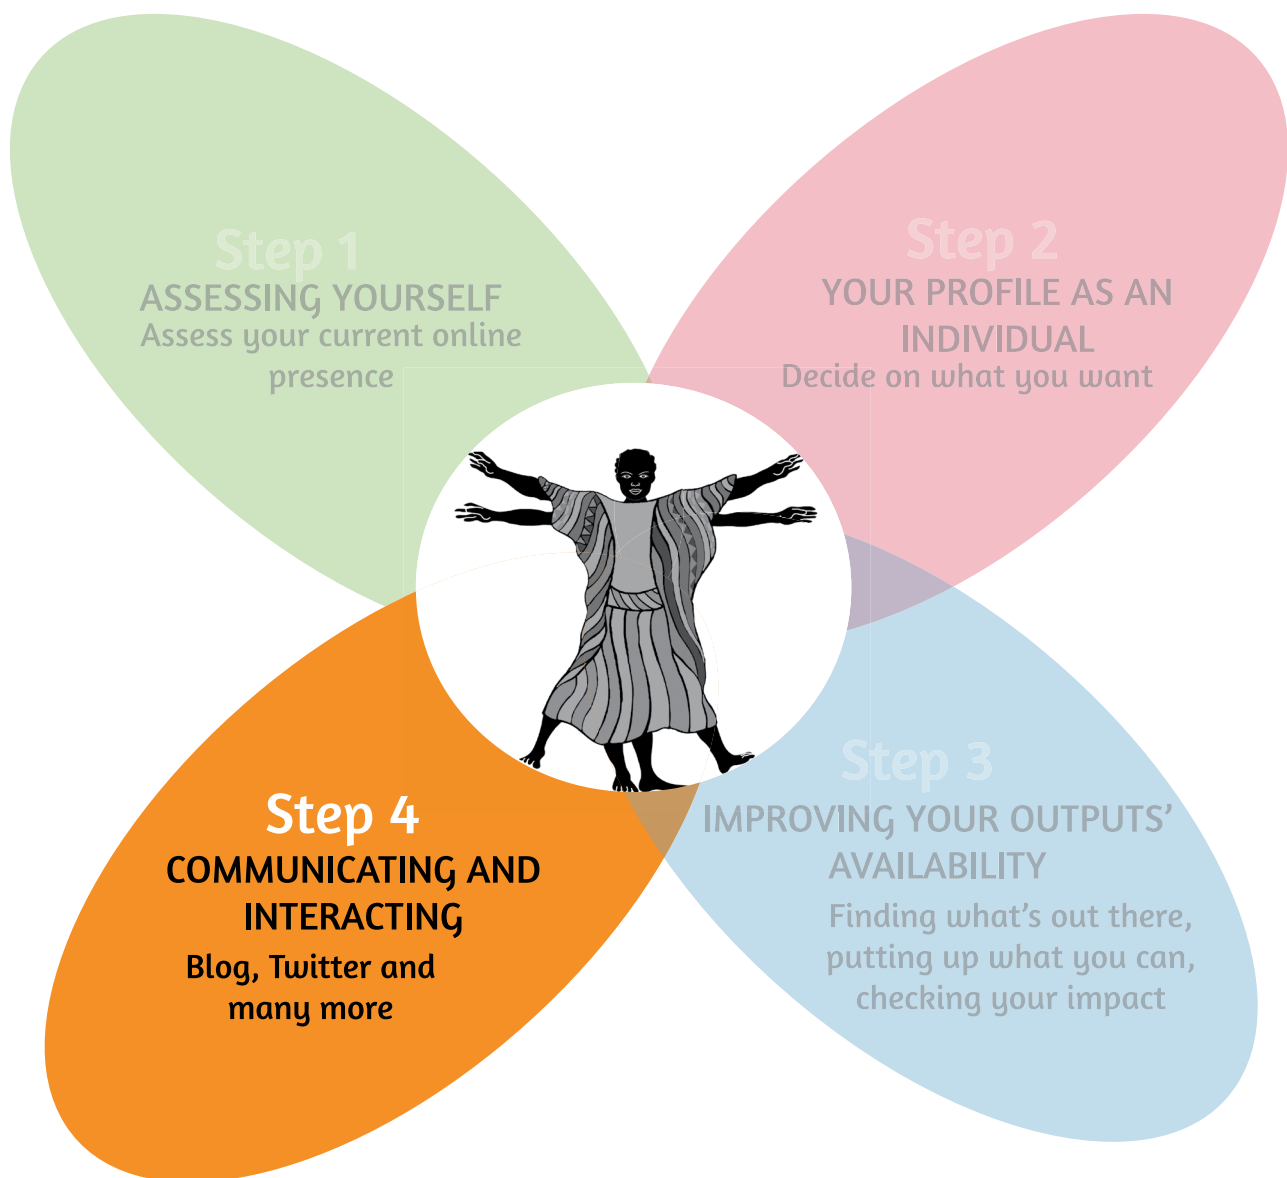 Step 1
ASSESSING YOURSELF
Assess your current online
presence
Step 2
YOUR PROFILE AS AN
INDIVIDUAL
Decide on what you want
Step 3
IMPROVING YOUR OUTPUTS’
AVAILABILITY
Finding what’s out there,
putting up what you can,
checking your impact
Step 4
COMMUNICATING AND
INTERACTING
Blog, Twitter and
many more